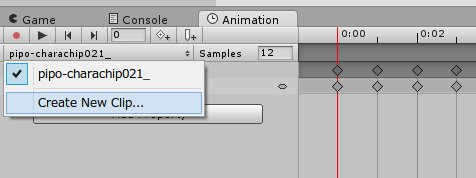 Game Console Animation
0
pipo-charachip021_ Samples 12 0:00 0:02
pipo-charachip021_
Create New Clip...